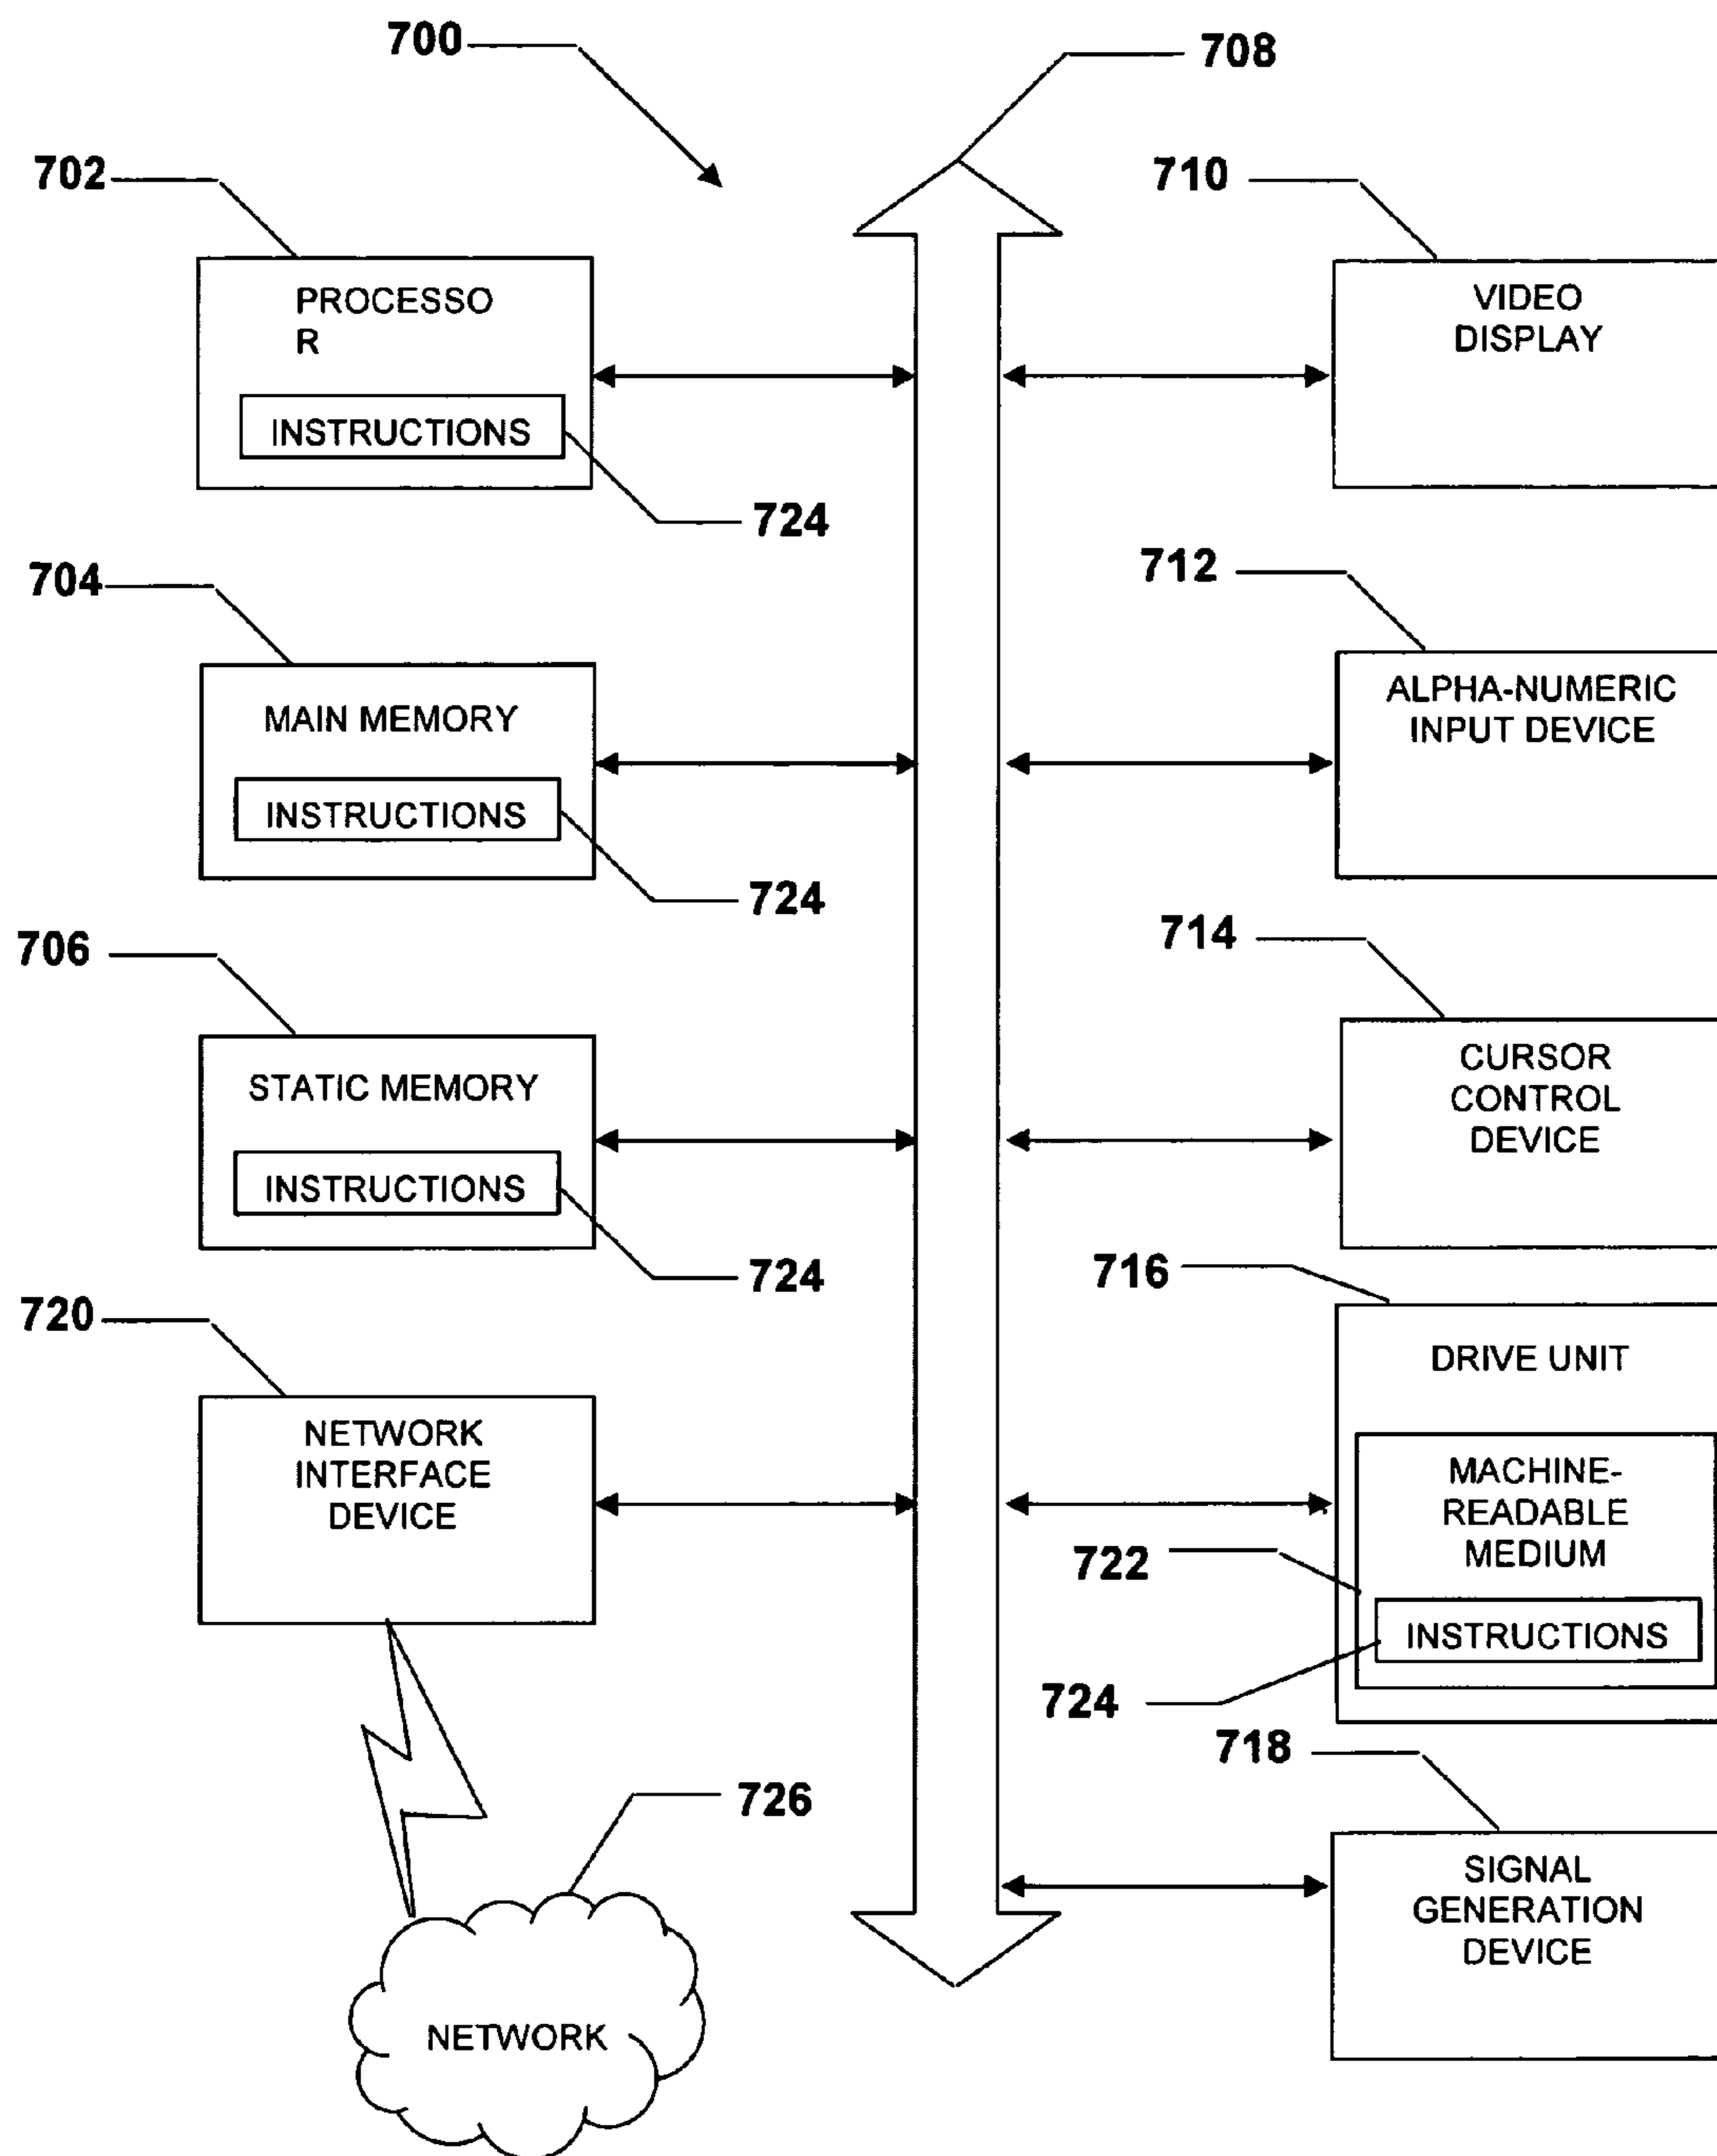 700
708
702
710
PROCESSO
R
INSTRUCTIONS
724
VIDEO
DISPLAY
704
712
MAIN MEMORY
INSTRUCTIONS
724
ALPHA-NUMERIC
INPUT DEVICE
706
714
STATIC MEMORY
INSTRUCTIONS
724
CURSOR
CONTROL
DEVICE
720
716
NETWORK
INTERFACE
DEVICE
DRIVE UNIT
MACHINE-
READABLE
MEDIUM
722
INSTRUCTIONS
724
718
726
SIGNAL
GENERATION
DEVICE
NETWORK